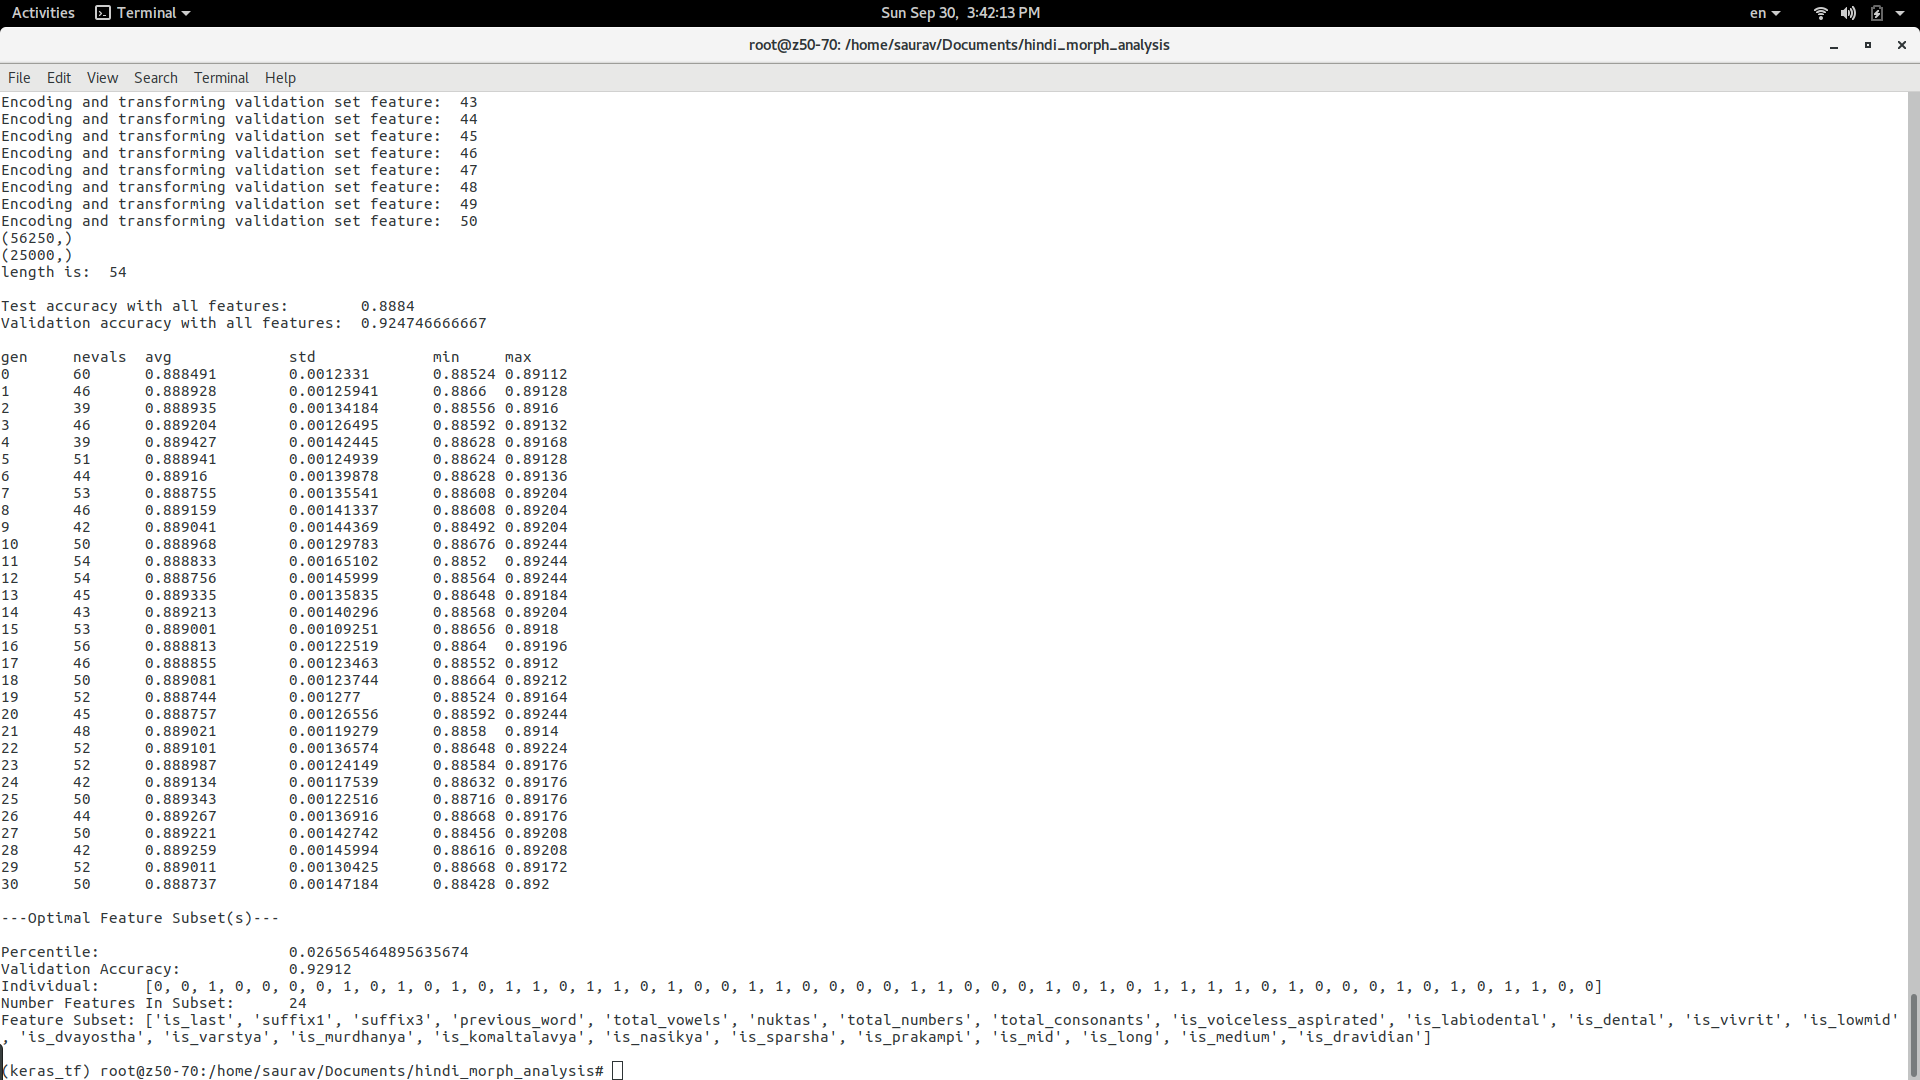 Activities Terminal Sun Sep 30, 3:42:13 PM en
root@z50-70: /home/saurav/Documents/hindi_morph_analysis
File Edit View Search Terminal Help
Encoding and transforming validation set feature:  43
Encoding and transforming validation set feature:  44
Encoding and transforming validation set feature:  45
Encoding and transforming validation set feature:  46
Encoding and transforming validation set feature:  47
Encoding and transforming validation set feature:  48
Encoding and transforming validation set feature:  49
Encoding and transforming validation set feature:  50
(56250,)
(25000,)
length is:  54
Test accuracy with all features:        0.8884
Validation accuracy with all features:  0.924746666667
gen     nevals  avg             std             min     max
0       60      0.888491        0.0012331       0.88524 0.89112
1       46      0.888928        0.00125941      0.8866  0.89128
2       39      0.888935        0.00134184      0.88556 0.8916
3       46      0.889204        0.00126495      0.88592 0.89132
4       39      0.889427        0.00142445      0.88628 0.89168
5       51      0.888941        0.00124939      0.88624 0.89128
6       44      0.88916         0.00139878      0.88628 0.89136
7       53      0.888755        0.00135541      0.88608 0.89204
8       46      0.889159        0.00141337      0.88608 0.89204
9       42      0.889041        0.00144369      0.88492 0.89204
10      50      0.888968        0.00129783      0.88676 0.89244
11      54      0.888833        0.00165102      0.8852  0.89244
12      54      0.888756        0.00145999      0.88564 0.89244
13      45      0.889335        0.00135835      0.88648 0.89184
14      43      0.889213        0.00140296      0.88568 0.89204
15      53      0.889001        0.00109251      0.88656 0.8918
16      56      0.888813        0.00122519      0.8864  0.89196
17      46      0.888855        0.00123463      0.88552 0.8912
18      50      0.889081        0.00123744      0.88664 0.89212
19      52      0.888744        0.001277        0.88524 0.89164
20      45      0.888757        0.00126556      0.88592 0.89244
21      48      0.889021        0.00119279      0.8858  0.8914
22      52      0.889101        0.00136574      0.88648 0.89224
23      52      0.888987        0.00124149      0.88584 0.89176
24      42      0.889134        0.00117539      0.88632 0.89176
25      50      0.889343        0.00122516      0.88716 0.89176
26      44      0.889267        0.00136916      0.88668 0.89176
27      50      0.889221        0.00142742      0.88456 0.89208
28      42      0.889259        0.00145994      0.88616 0.89208
29      52      0.889011        0.00130425      0.88668 0.89172
30      50      0.888737        0.00147184      0.88428 0.892
---Optimal Feature Subset(s)---
Percentile:                     0.026565464895635674
Validation Accuracy:            0.92912
Individual:     [0, 0, 1, 0, 0, 0, 0, 1, 0, 1, 0, 1, 0, 1, 1, 0, 1, 1, 0, 1, 0, 0, 1, 1, 0, 0, 0, 0, 1, 1, 0, 0, 0, 1, 0, 1, 0, 1, 1, 1, 1, 0, 1, 0, 0, 0, 1, 0, 1, 0, 1, 1, 0, 0]
Number Features In Subset:      24
Feature Subset: ['is_last', 'suffix1', 'suffix3', 'previous_word', 'total_vowels', 'nuktas', 'total_numbers', 'total_consonants', 'is_voiceless_aspirated', 'is_labiodental', 'is_dental', 'is_vivrit', 'is_lowmid'
, 'is_dvayostha', 'is_varstya', 'is_murdhanya', 'is_komaltalavya', 'is_nasikya', 'is_sparsha', 'is_prakampi', 'is_mid', 'is_long', 'is_medium', 'is_dravidian']
(keras_tf) root@z50-70:/home/saurav/Documents/hindi_morph_analysis#